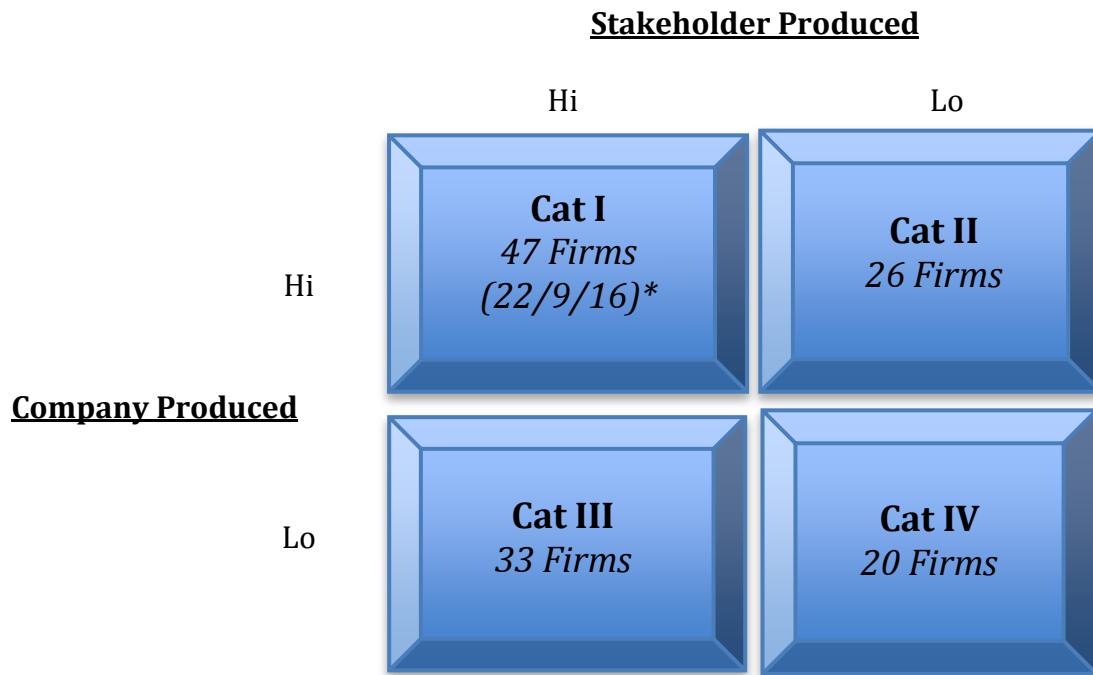 Stakeholder Produced
Hi
Lo
Hi
Cat I
47 Firms
(22/9/16)*
Cat II
26 Firms
Company Produced
Lo
Cat III
33 Firms
Cat IV
20 Firms